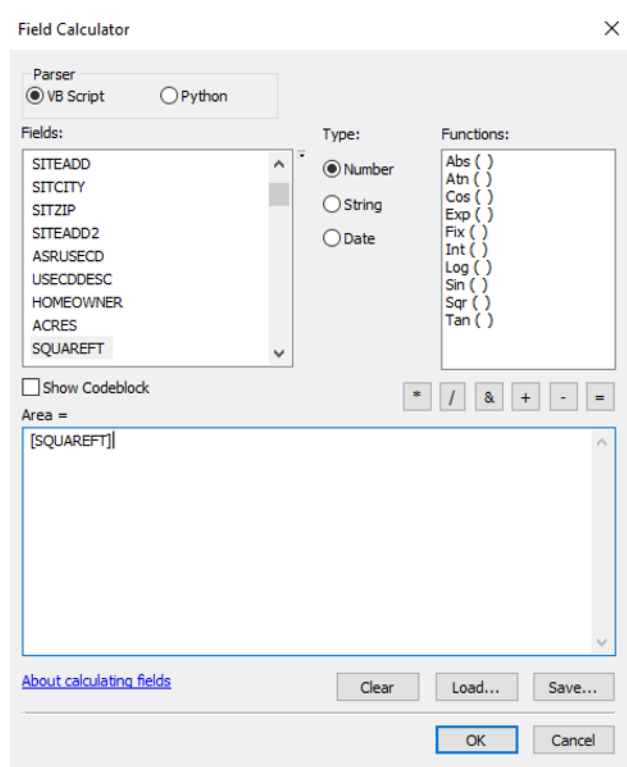 Field Calculator
Parser
VB Script Python
Fields: Type: Functions:
SITEADD
SITCITY
SITZIP
SITEADD2
ASRUSECD
USECDDESC
HOMEOWNER
ACRES
SQUAREFT
Number
String
Date
Abs ( )
Atn ( )
Cos ( )
Exp ( )
Fix ( )
Int ( )
Log ( )
Sin ( )
Sqr ( )
Tan ( )
Show Codeblock
* / & + - =
Area =
[SQUAREFT]
About calculating fields Clear Load... Save...
OK Cancel